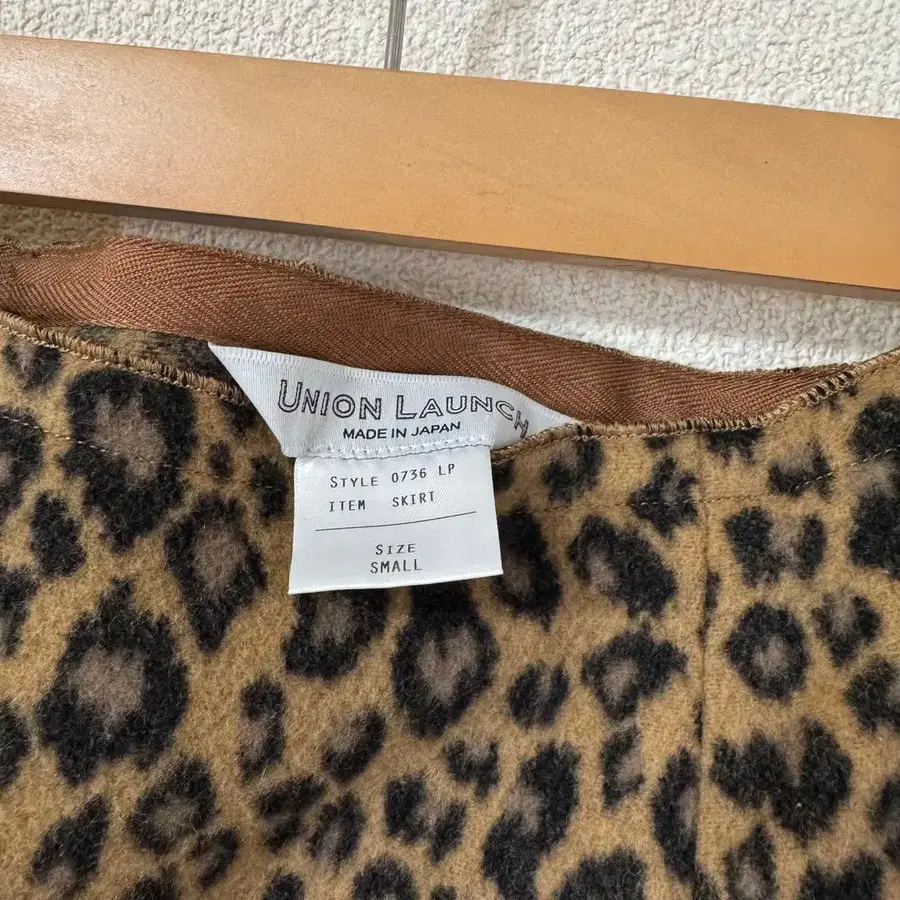 UNION LAUNCH
MADE IN JAPAN
STYLE 0736 LP
ITEM SKIRT
SIZE
SMALL